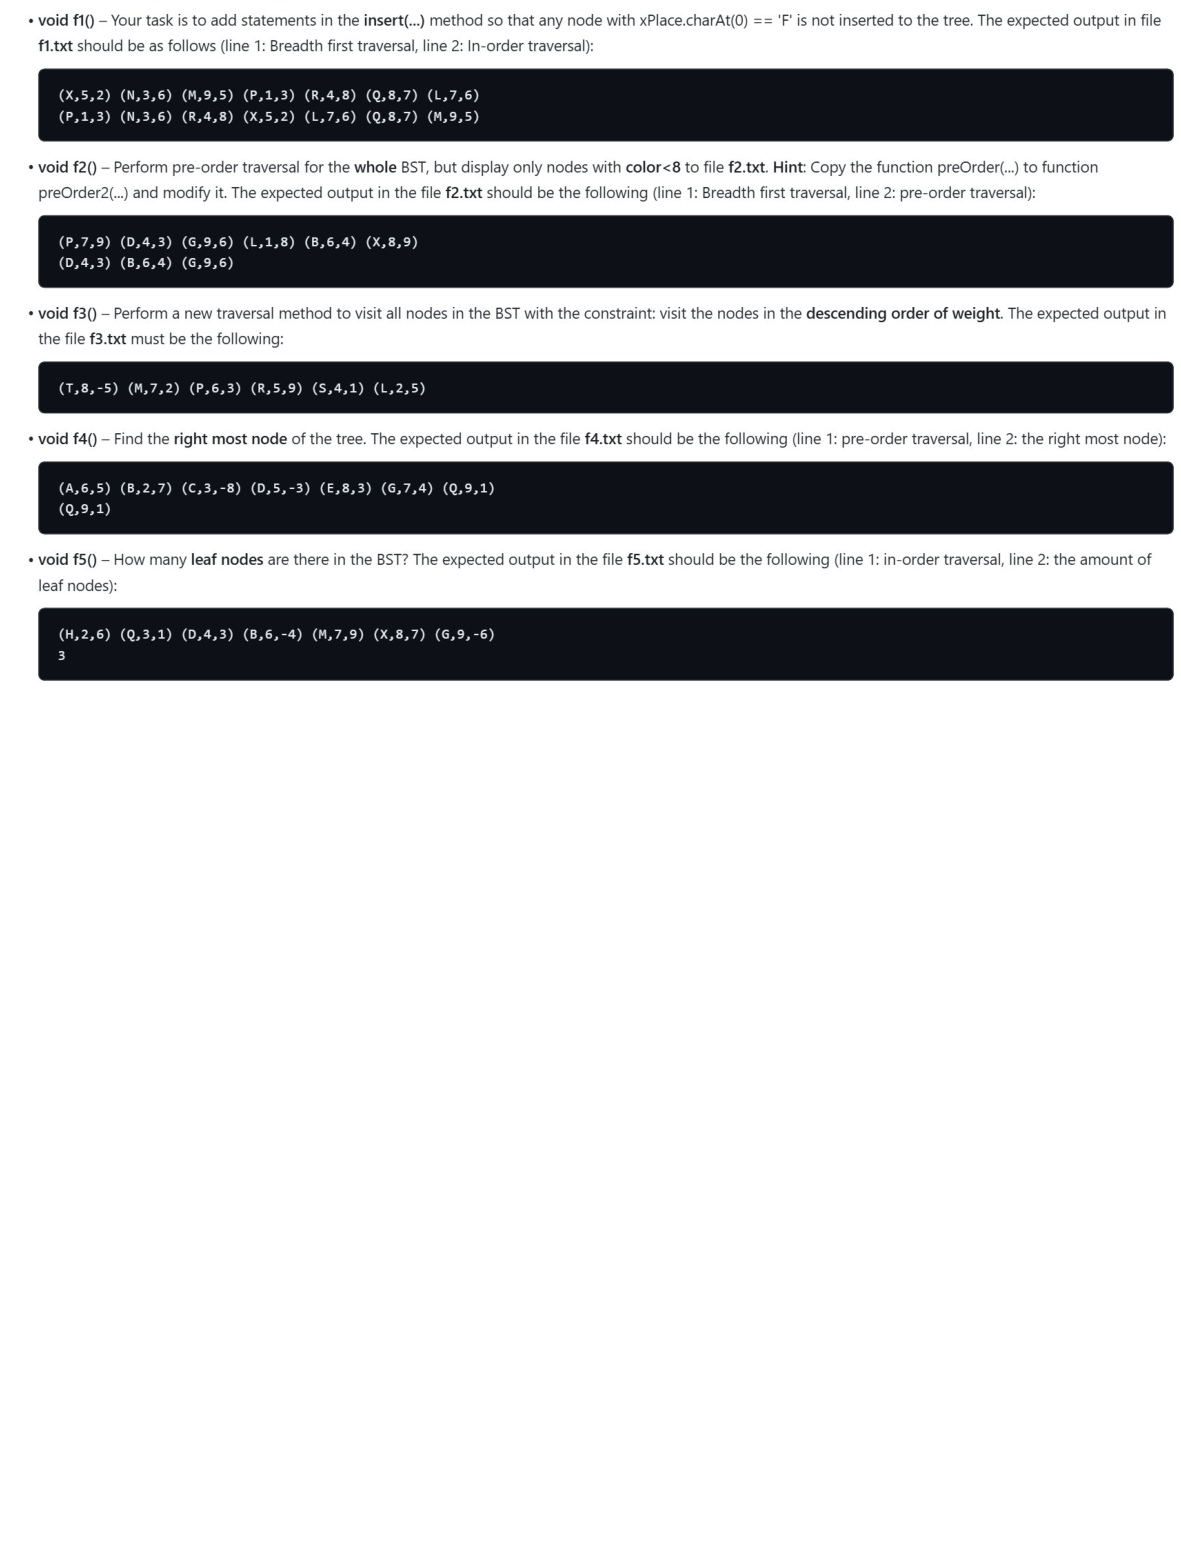 • void f1() – Your task is to add statements in the insert(...) method so that any node with xPlace.charAt(0) == 'F' is not inserted to the tree. The expected output in file
f1.txt should be as follows (line 1: Breadth first traversal, line 2: In-order traversal):
(X,5,2) (N,3,6) (M,9,5) (P,1,3) (R,4,8) (Q,8,7) (L,7,6)
(P,1,3) (N,3,6) (R,4,8) (X,5,2) (L,7,6) (Q,8,7) (M,9,5)
• void f2() – Perform pre-order traversal for the whole BST, but display only nodes with color<8 to file f2.txt. Hint: Copy the function preOrder(...) to function
preOrder2(...) and modify it. The expected output in the file f2.txt should be the following (line 1: Breadth first traversal, line 2: pre-order traversal):
(P,7,9) (D,4,3) (G,9,6) (L,1,8) (B,6,4) (X,8,9)
(D,4,3) (B,6,4) (G,9,6)
• void f3() – Perform a new traversal method to visit all nodes in the BST with the constraint: visit the nodes in the descending order of weight. The expected output in
the file f3.txt must be the following:
(T,8,-5) (M,7,2) (P,6,3) (R,5,9) (S,4,1) (L,2,5)
• void f4() – Find the right most node of the tree. The expected output in the file f4.txt should be the following (line 1: pre-order traversal, line 2: the right most node):
(A,6,5) (B,2,7) (C,3,-8) (D,5,-3) (E,8,3) (G,7,4) (Q,9,1)
(Q,9,1)
• void f5() – How many leaf nodes are there in the BST? The expected output in the file f5.txt should be the following (line 1: in-order traversal, line 2: the amount of
leaf nodes):
(H,2,6) (Q,3,1) (D,4,3) (B,6,-4) (M,7,9) (X,8,7) (G,9,-6)
3